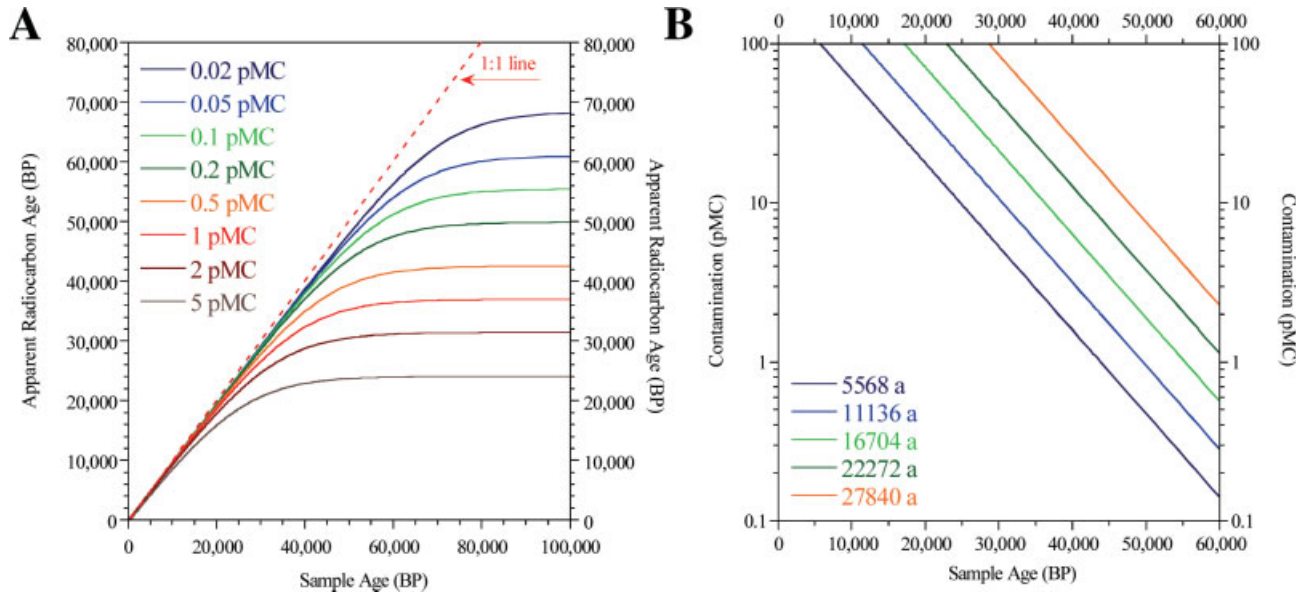 A
80,000
70,000
60,000
50,000
40,000
30,000
20,000
10,000
0
Apparent Radiocarbon Age (BP)
0.02 pMC
0.05 pMC
0.1 pMC
0.2 pMC
0.5 pMC
1 pMC
2 pMC
5 pMC
1:1 line
80,000
70,000
60,000
50,000
40,000
30,000
20,000
10,000
0
Apparent Radiocarbon Age (BP)
0 20,000 40,000 60,000 80,000 100,000
Sample Age (BP)
B
0 10,000 20,000 30,000 40,000 50,000 60,000
100
10
1
0.1
Contamination (pMC)
5568 a
11136 a
16704 a
22272 a
27840 a
100
10
1
0.1
Contamination (pMC)
0 10,000 20,000 30,000 40,000 50,000 60,000
Sample Age (BP)